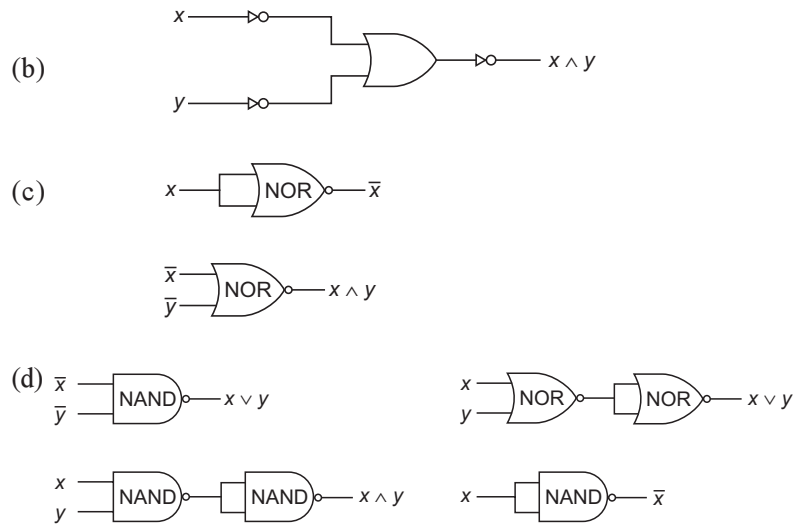 (b) x
y
x ∧ y
(c) x NOR x̅
x̅
y̅ NOR x ∧ y
(d) x̅
y̅ NAND x ∨ y
x
y NOR NOR x ∨ y
x
y NAND NAND x ∧ y
x NAND x̅